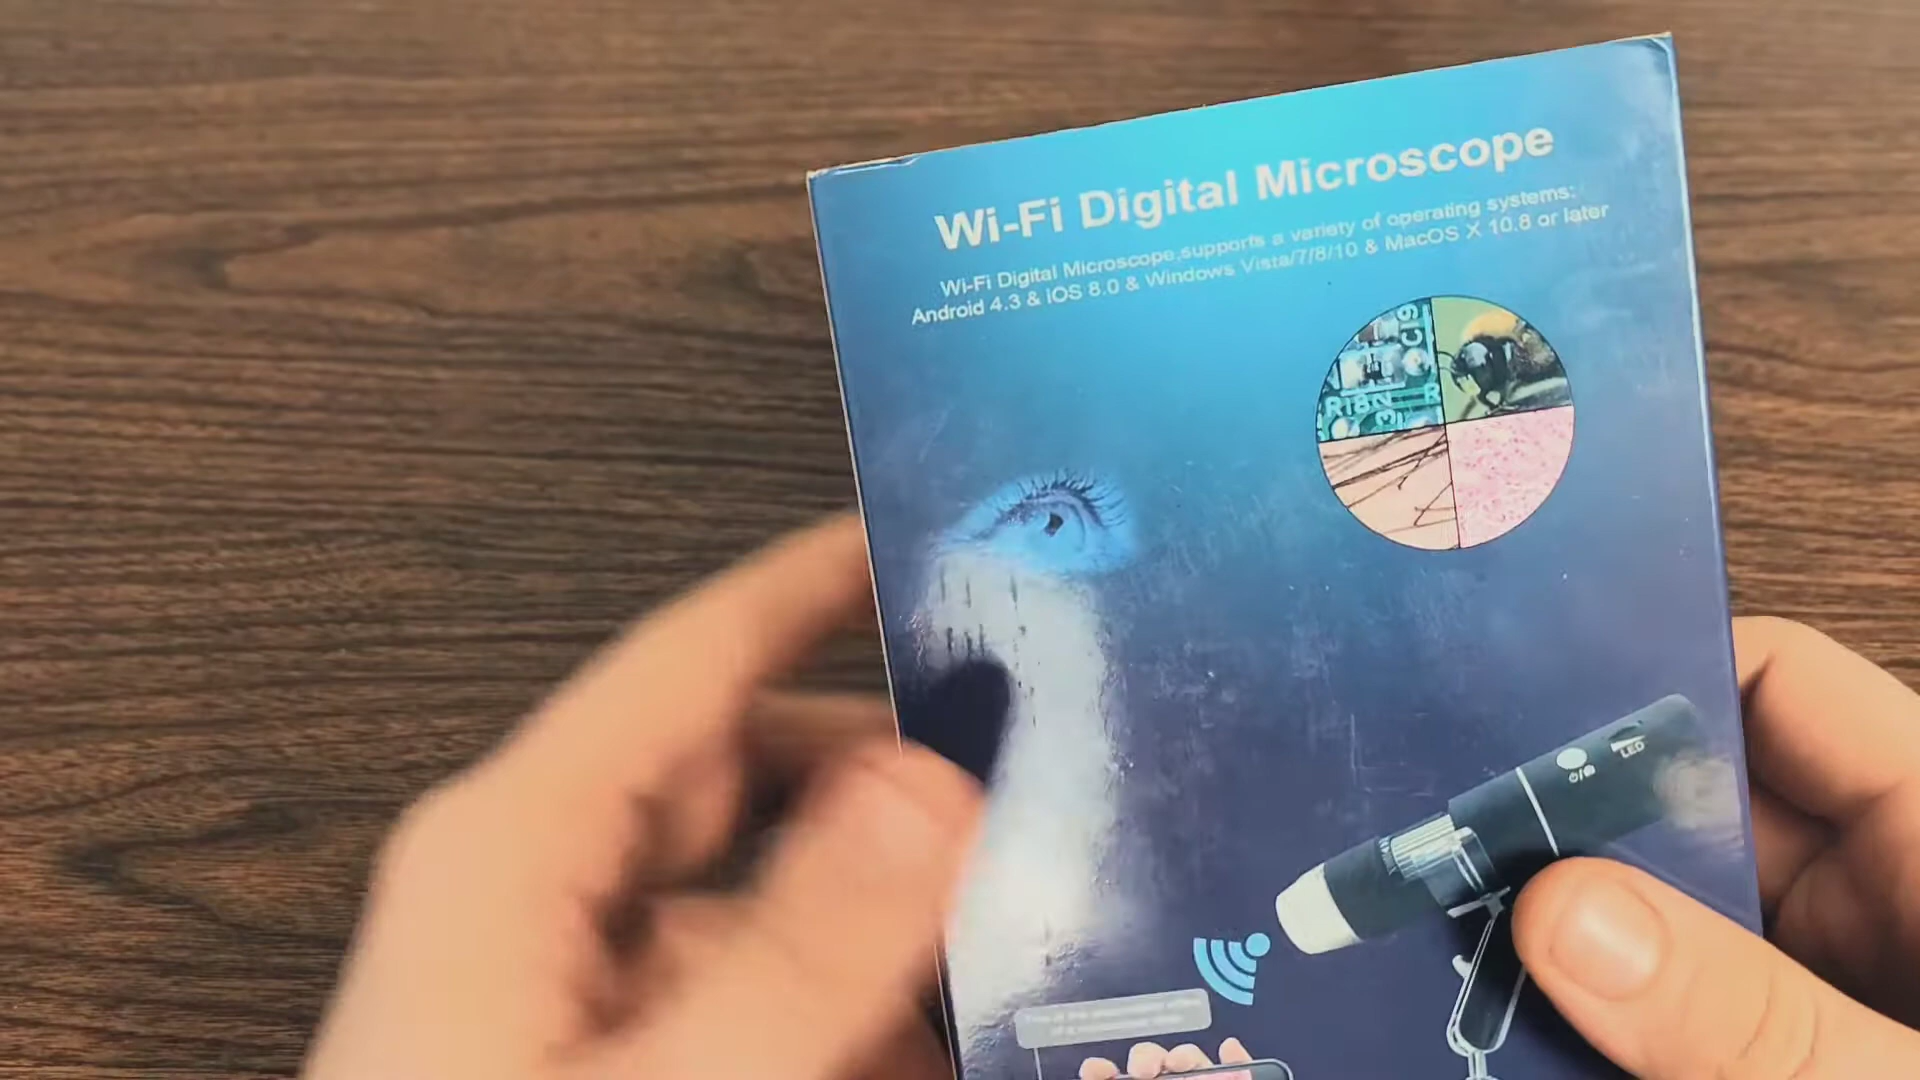 Wi-Fi Digital Microscope
Wi-Fi Digital Microscope,supports a variety of operating systems:
Android 4.3 & iOS 8.0 & Windows Vista/7/8/10 & MacOS X 10.8 or later
C19
R18
R
32
LED